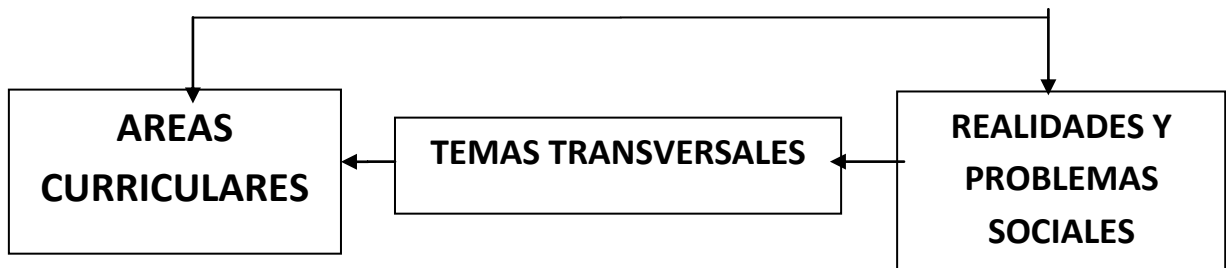 AREAS
CURRICULARES
TEMAS TRANSVERSALES
REALIDADES Y
PROBLEMAS
SOCIALES